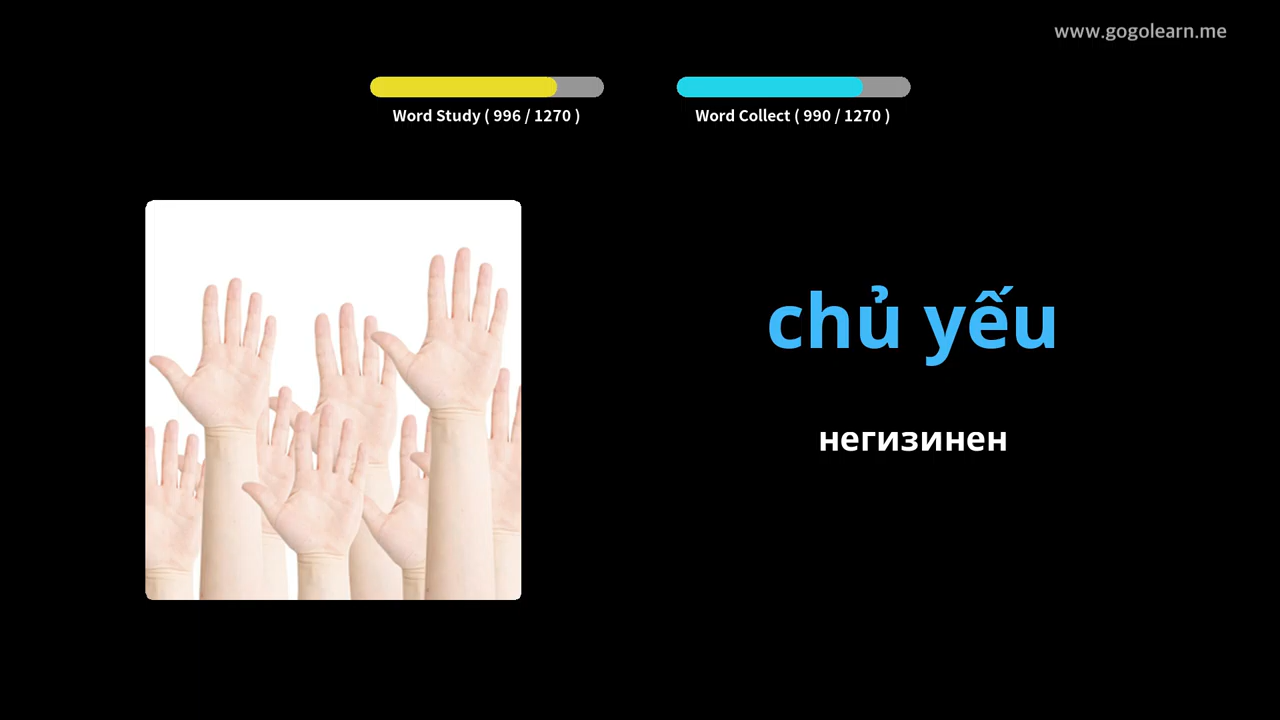 www.gogolearn.me
Word Study ( 996 / 1270 )
Word Collect ( 990 / 1270 )
chủ yếu
негизинен